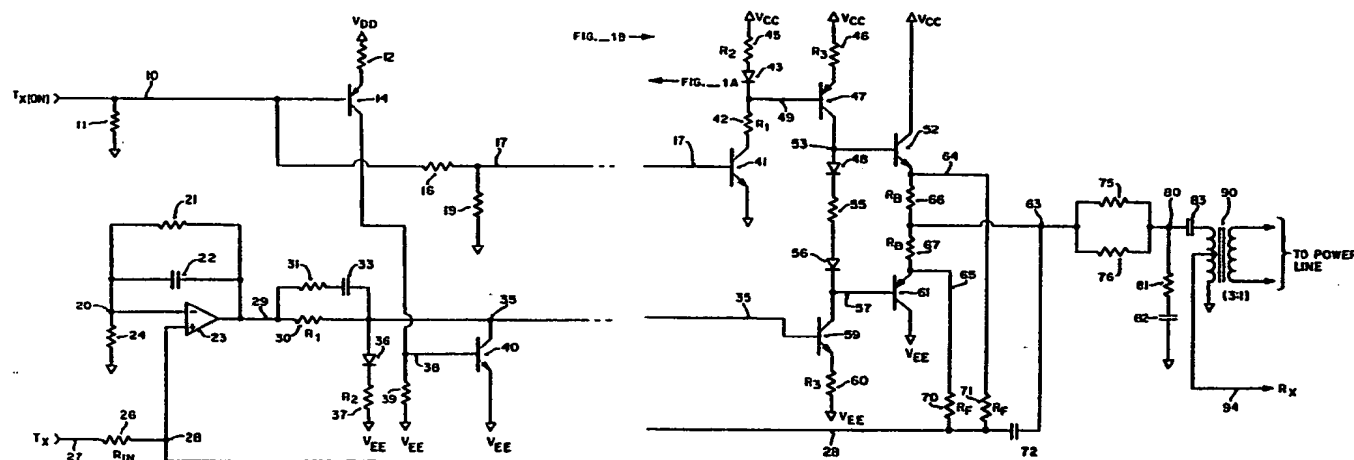 VDD
12
10
TX[ON]
14
11
17
16
19
21
22
20
23
24
29
31
33
30
R1
35
36
38
40
R2
37
39
VEE
VEE
VEE
26
TX
27
RIN
28
FIG._1B
FIG._1A
VCC
VCC
VCC
45
46
R2
R3
43
47
49
42
R1
17
41
53
52
48
64
RB
66
55
63
RB
67
56
65
57
61
35
59
VEE
R3
60
VEE
70
71
RF
RF
28
72
75
76
80
83
90
81
82
(3:1)
TO POWER
LINE
RX
94